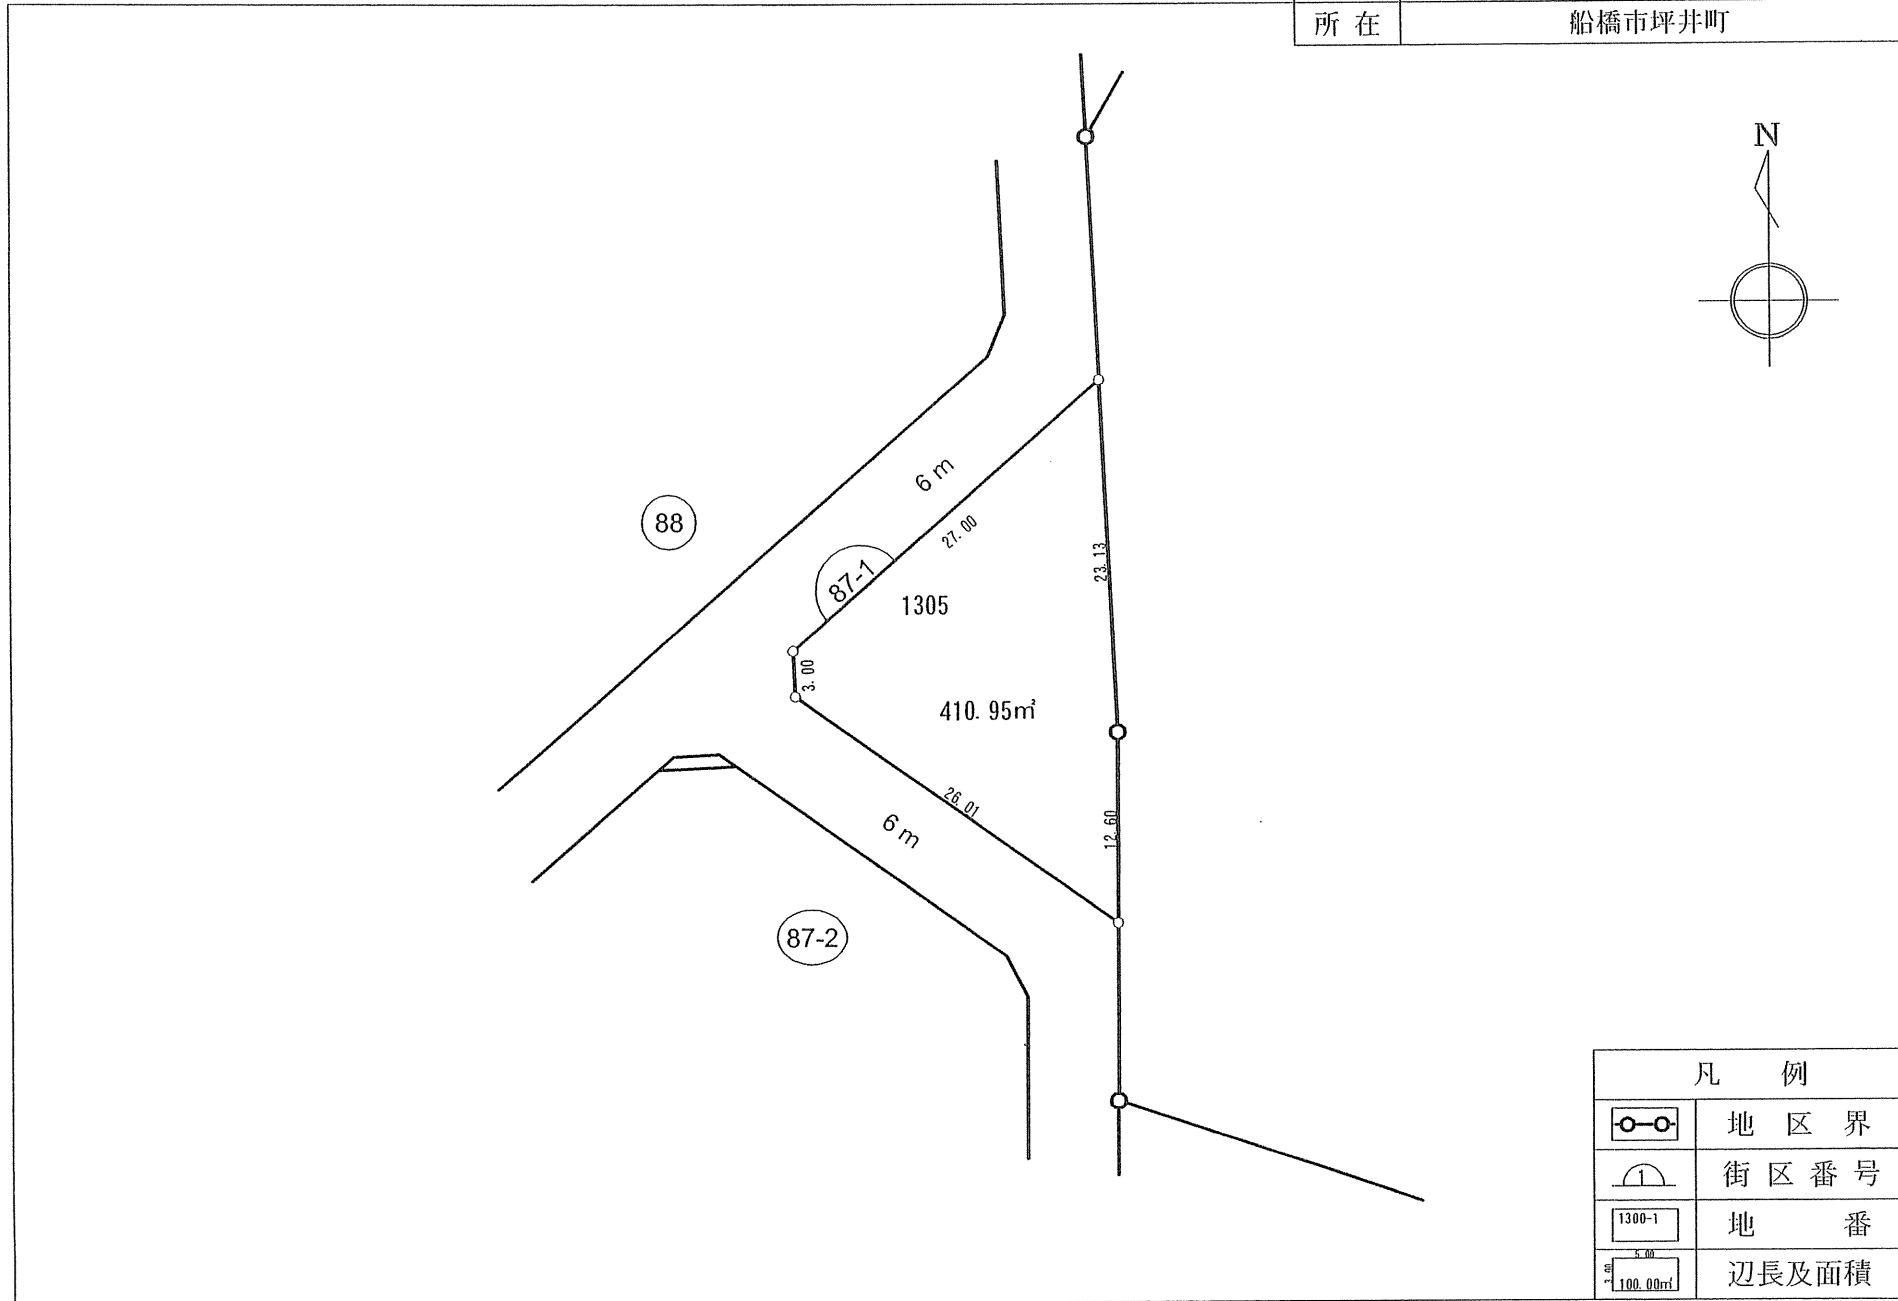 所在 船橋市坪井町
N
6m
88
27.00
87-1
23.13
1305
3.00
410.95㎡
26.01
6m
12.60
87-2
凡例
地区界
1 街区番号
1300-1 地番
5.00
3.00
100.00㎡ 辺長及面積